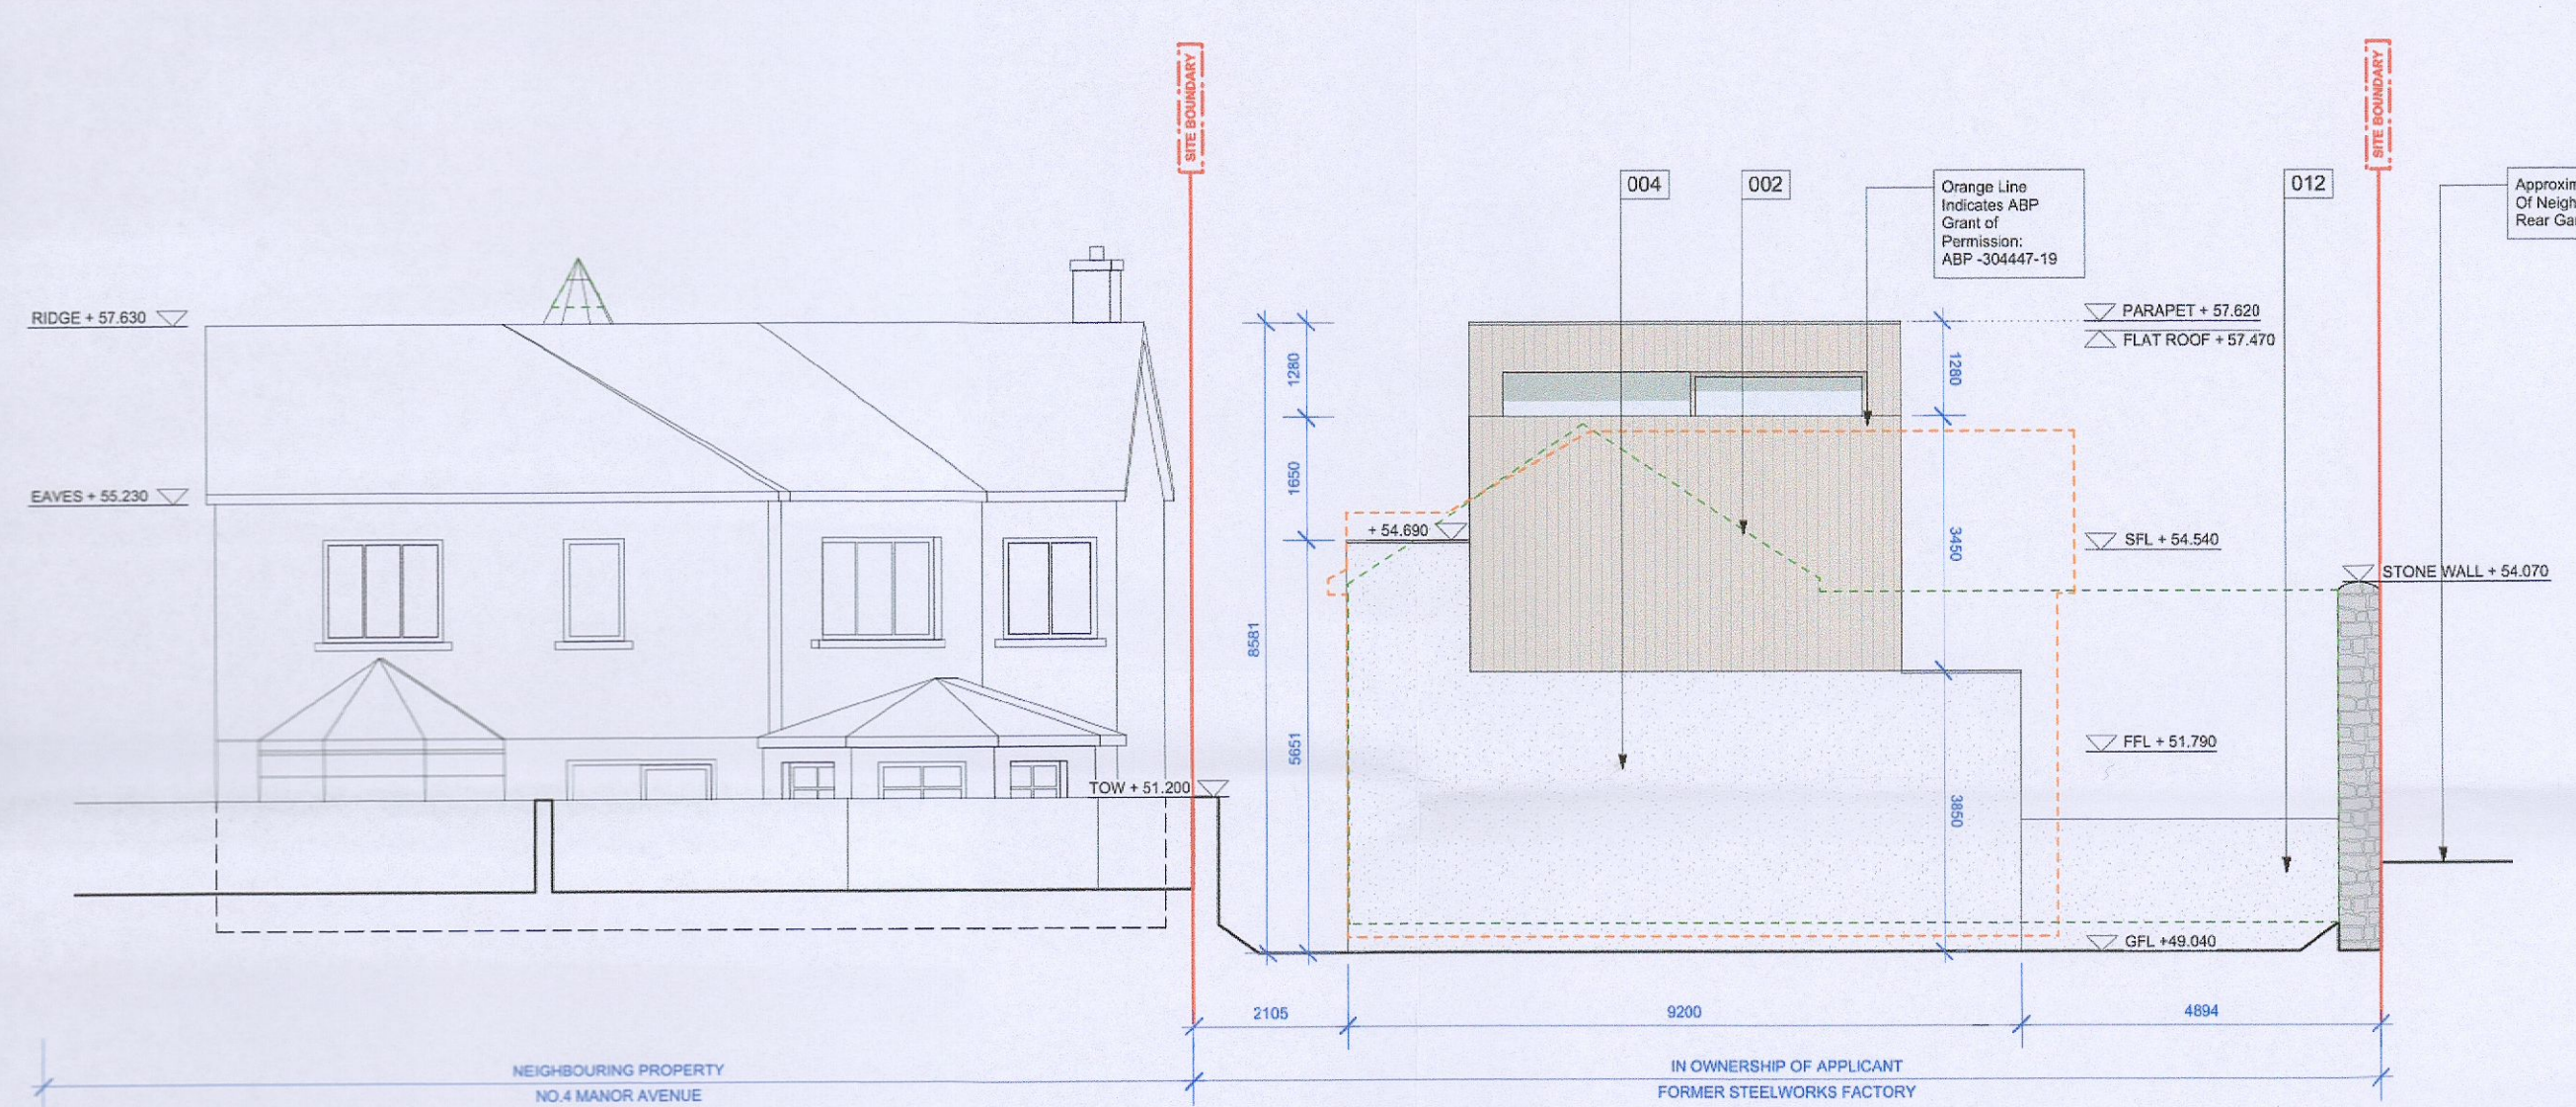 SITE BOUNDARY
SITE BOUNDARY
004
002
Orange Line
Indicates ABP
Grant of
Permission:
ABP -304447-19
012
Of Neigh
RIDGE + 57.630
PARAPET + 57.620
FLAT ROOF + 57.470
1280
1280
EAVES + 55.230
1650
+ 54.690
3450
SFL + 54.540
STONE WALL + 54.070
8581
5651
FFL + 51.790
TOW + 51.200
3850
GFL +49.040
2105
9200
4894
NEIGHBOURING PROPERTY
NO.4 MANOR AVENUE
IN OWNERSHIP OF APPLICANT
FORMER STEELWORKS FACTORY